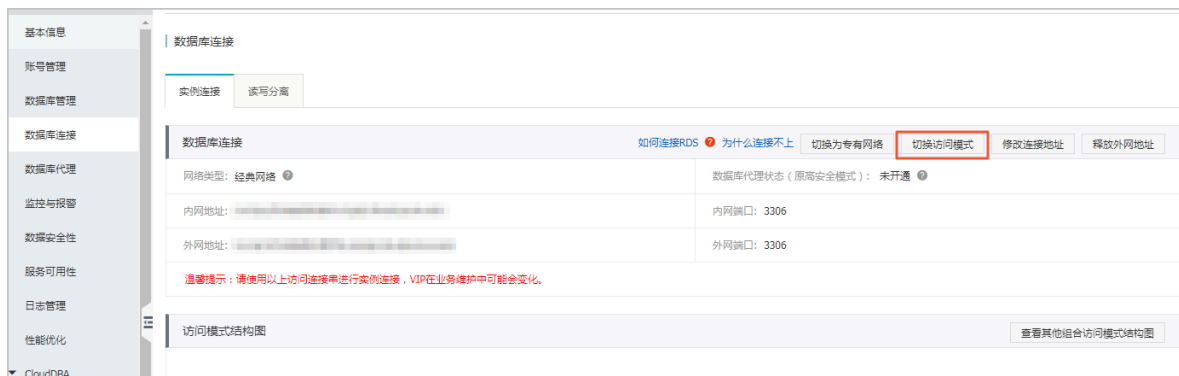 基本信息
账号管理
数据库管理
数据库连接
数据库代理
监控与报警
数据安全性
服务可用性
日志管理
性能优化
CloudDBA
数据库连接
实例连接 读写分离
数据库连接 如何连接RDS 为什么连接不上 切换为专有网络 切换访问模式 修改连接地址 释放外网地址
网络类型: 经典网络 数据库代理状态(原高安全模式): 未开通
内网地址: 内网端口: 3306
外网地址: 外网端口: 3306
温馨提示:请使用以上访问连接串进行实例连接,VIP在业务维护中可能会变化。
访问模式结构图 查看其他组合访问模式结构图